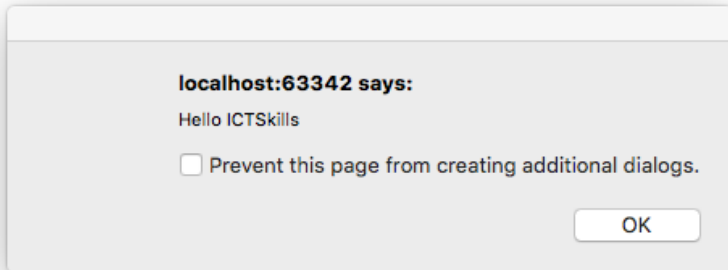 localhost:63342 says:
Hello ICTSkills
Prevent this page from creating additional dialogs.
OK